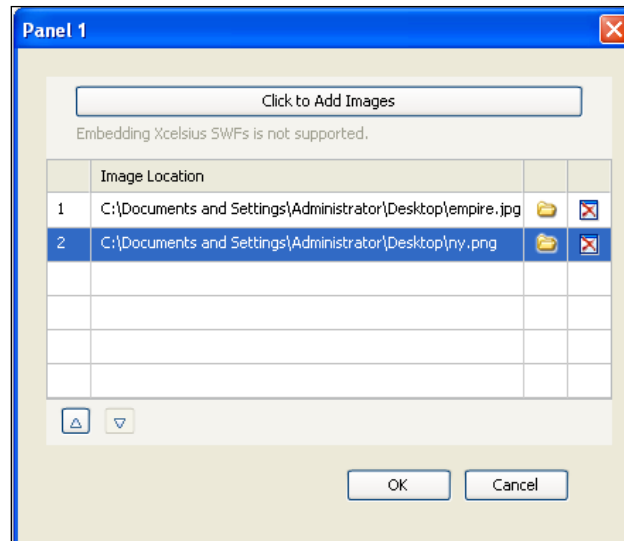 Panel 1
Click to Add Images
Embedding Xcelsius SWFs is not supported.
Image Location
1 C:\Documents and Settings\Administrator\Desktop\empire.jpg
2 C:\Documents and Settings\Administrator\Desktop\ny.png
OK Cancel